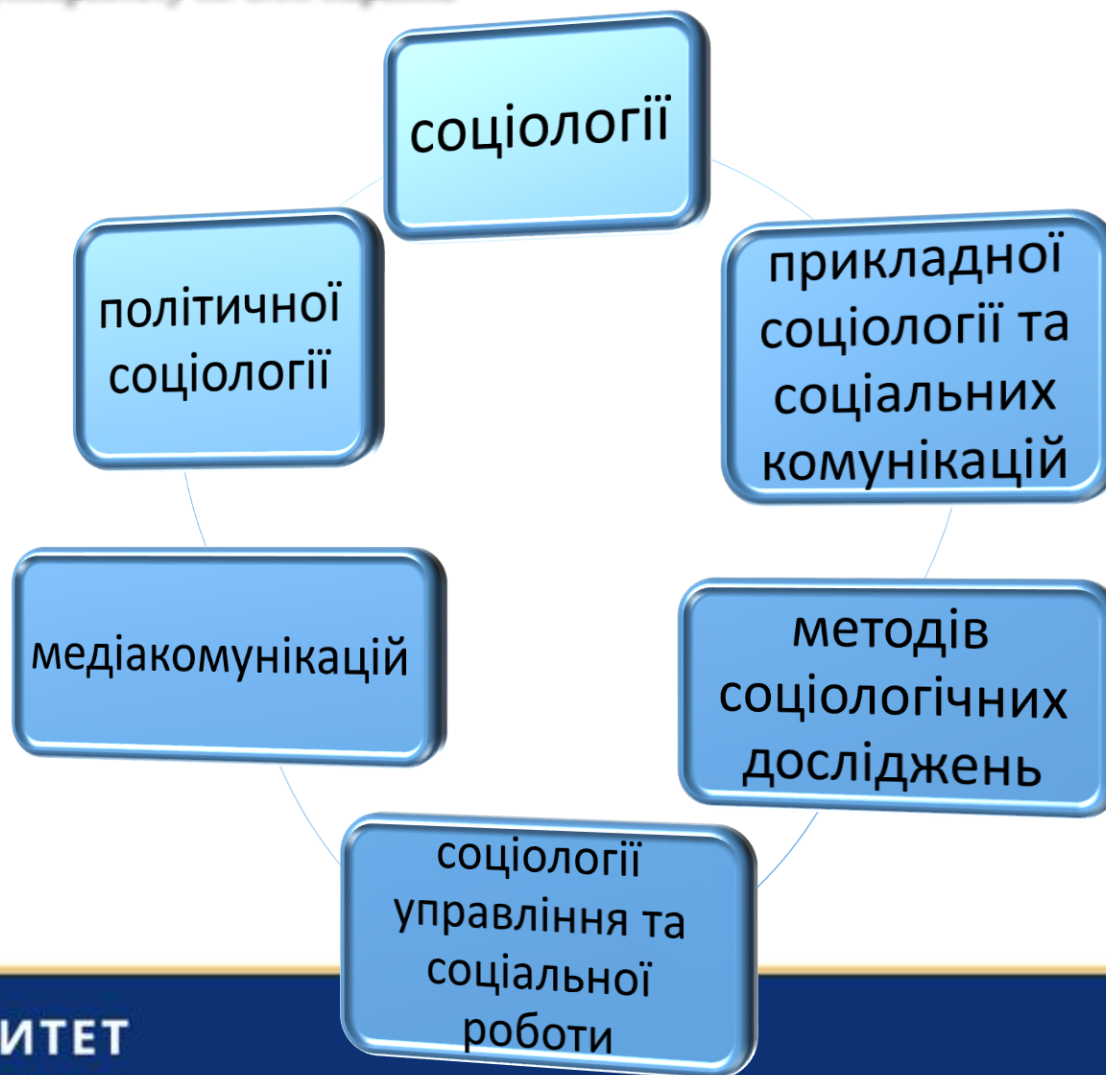 соціології
прикладної
соціології та
соціальних
комунікацій
методів
соціологічних
досліджень
соціології
управління та
соціальної
роботи
медіакомунікацій
політичної
соціології
ИТЕТ